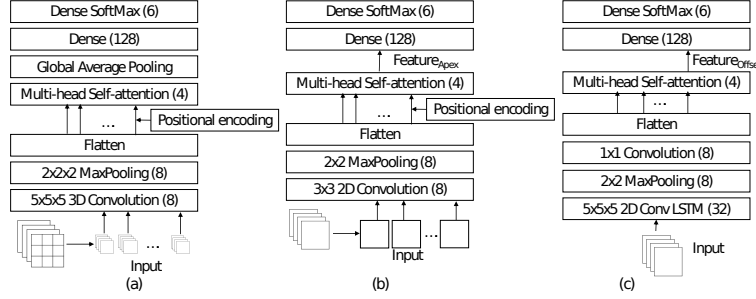 Dense SoftMax (6)
Dense (128)
Global Average Pooling
Multi-head Self-attention (4)
...
Positional encoding
Flatten
2x2x2 MaxPooling (8)
5x5x5 3D Convolution (8)
...
Input
(a)
Dense SoftMax (6)
Dense (128)
Feature Apex
Multi-head Self-attention (4)
...
Positional encoding
Flatten
2x2 MaxPooling (8)
3x3 2D Convolution (8)
...
Input
(b)
Dense SoftMax (6)
Dense (128)
Feature Offse
Multi-head Self-attention (4)
...
Flatten
1x1 Convolution (8)
2x2 MaxPooling (8)
5x5x5 2D Conv LSTM (32)
Input
(c)